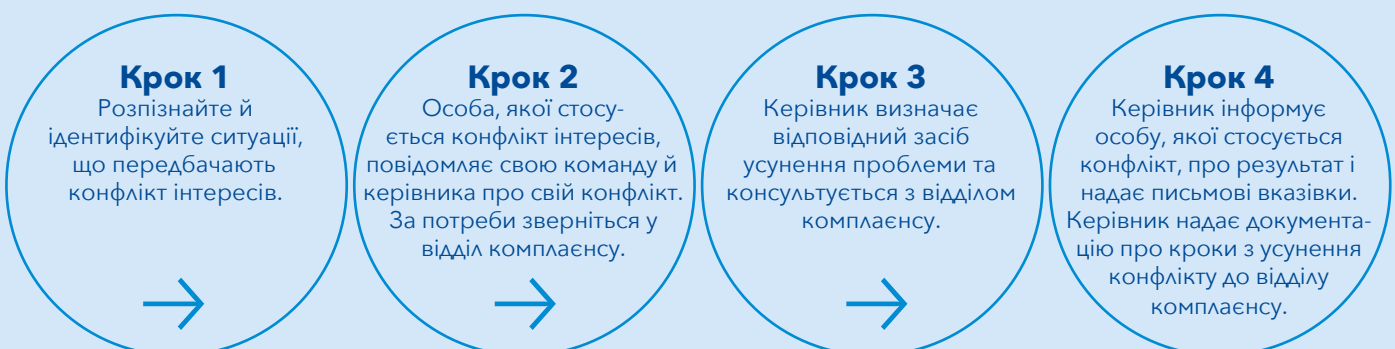 Крок 1
Розпізнайте й
ідентифікуйте ситуації,
що передбачають
конфлікт інтересів.
Крок 2
Особа, якої стосу-
ється конфлікт інтересів,
повідомляє свою команду й
керівника про свій конфлікт.
За потреби зверніться у
відділ комплаєнсу.
Крок 3
Керівник визначає
відповідний засіб
усунення проблеми та
консультується з відділом
комплаєнсу.
Крок 4
Керівник інформує
особу, якої стосується
конфлікт, про результат і
надає письмові вказівки.
Керівник надає документа-
цію про кроки з усунення
конфлікту до відділу
комплаєнсу.